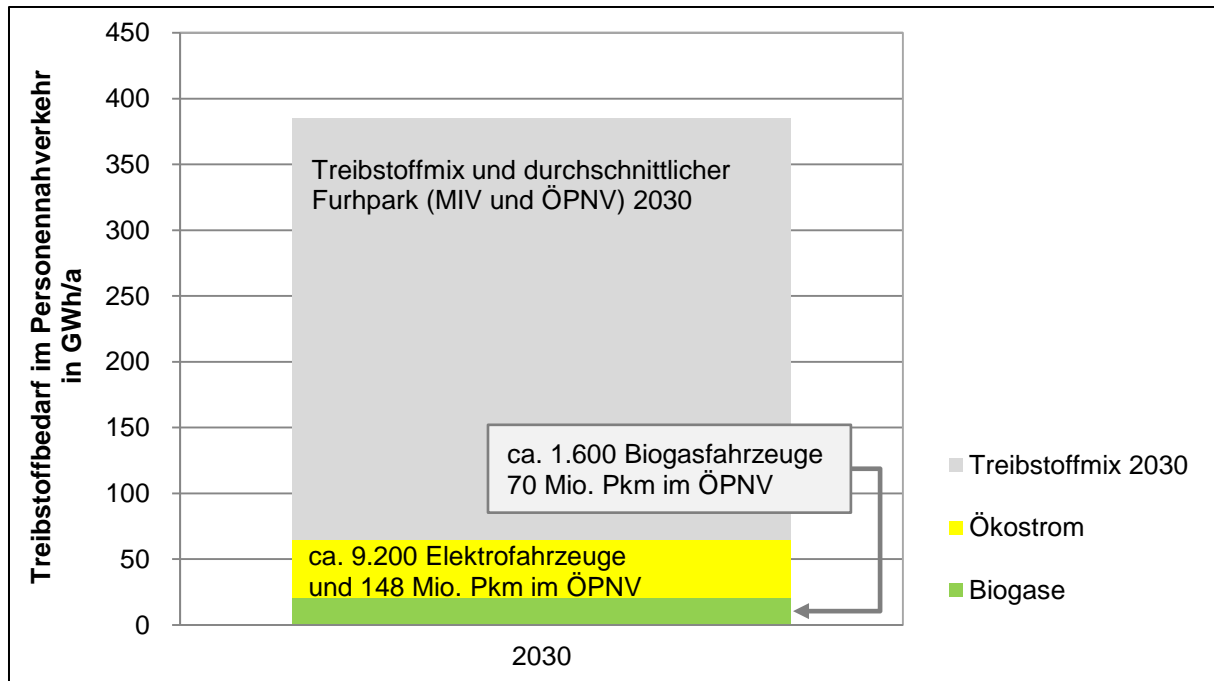 Treibstoffbedarf im Personennahverkehr
in GWh/a
450
400
350
300
250
200
150
100
50
0
Treibstoffmix und durchschnittlicher
Furhpark (MIV und ÖPNV) 2030
ca. 1.600 Biogasfahrzeuge
70 Mio. Pkm im ÖPNV
ca. 9.200 Elektrofahrzeuge
und 148 Mio. Pkm im ÖPNV
2030
Treibstoffmix 2030
Ökostrom
Biogase